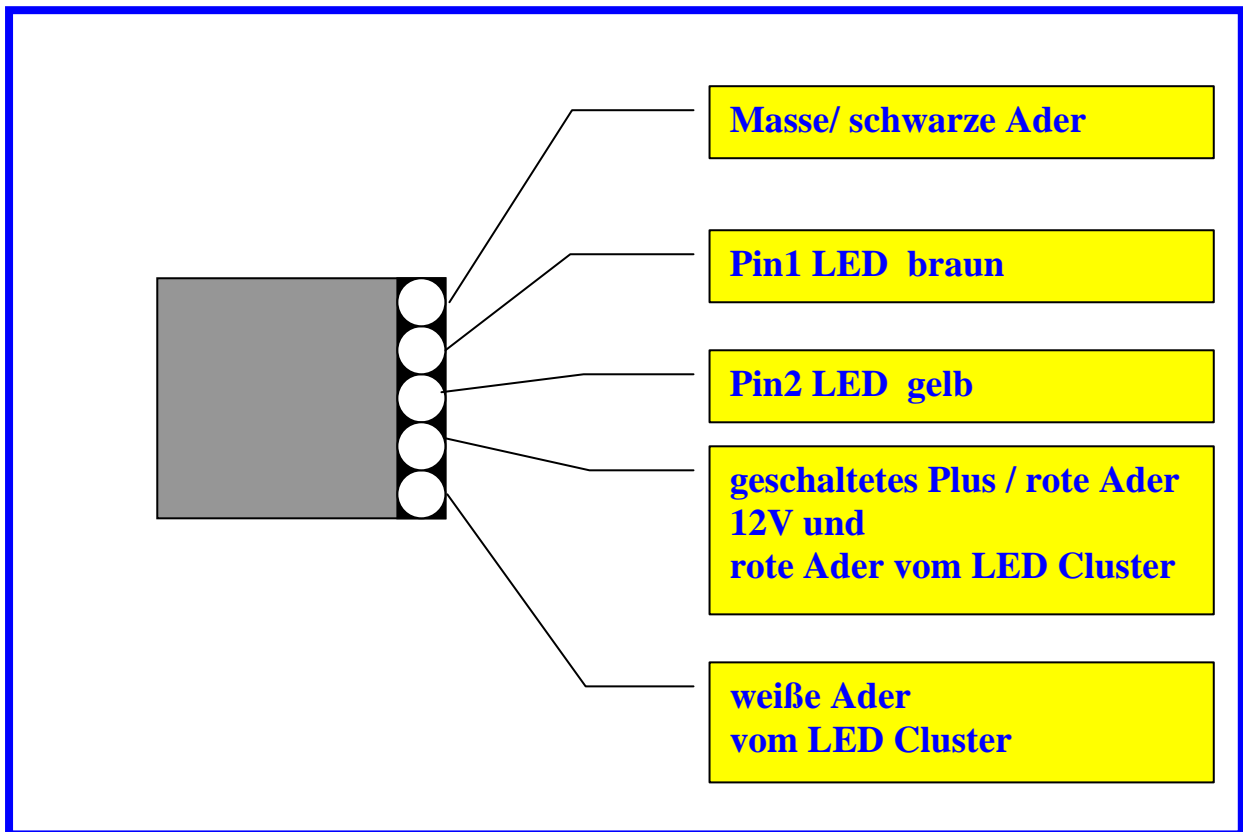 Masse/ schwarze Ader
Pin1 LED  braun
Pin2 LED  gelb
geschaltetes Plus / rote Ader
12V und
rote Ader vom LED Cluster
weiße Ader
vom LED Cluster